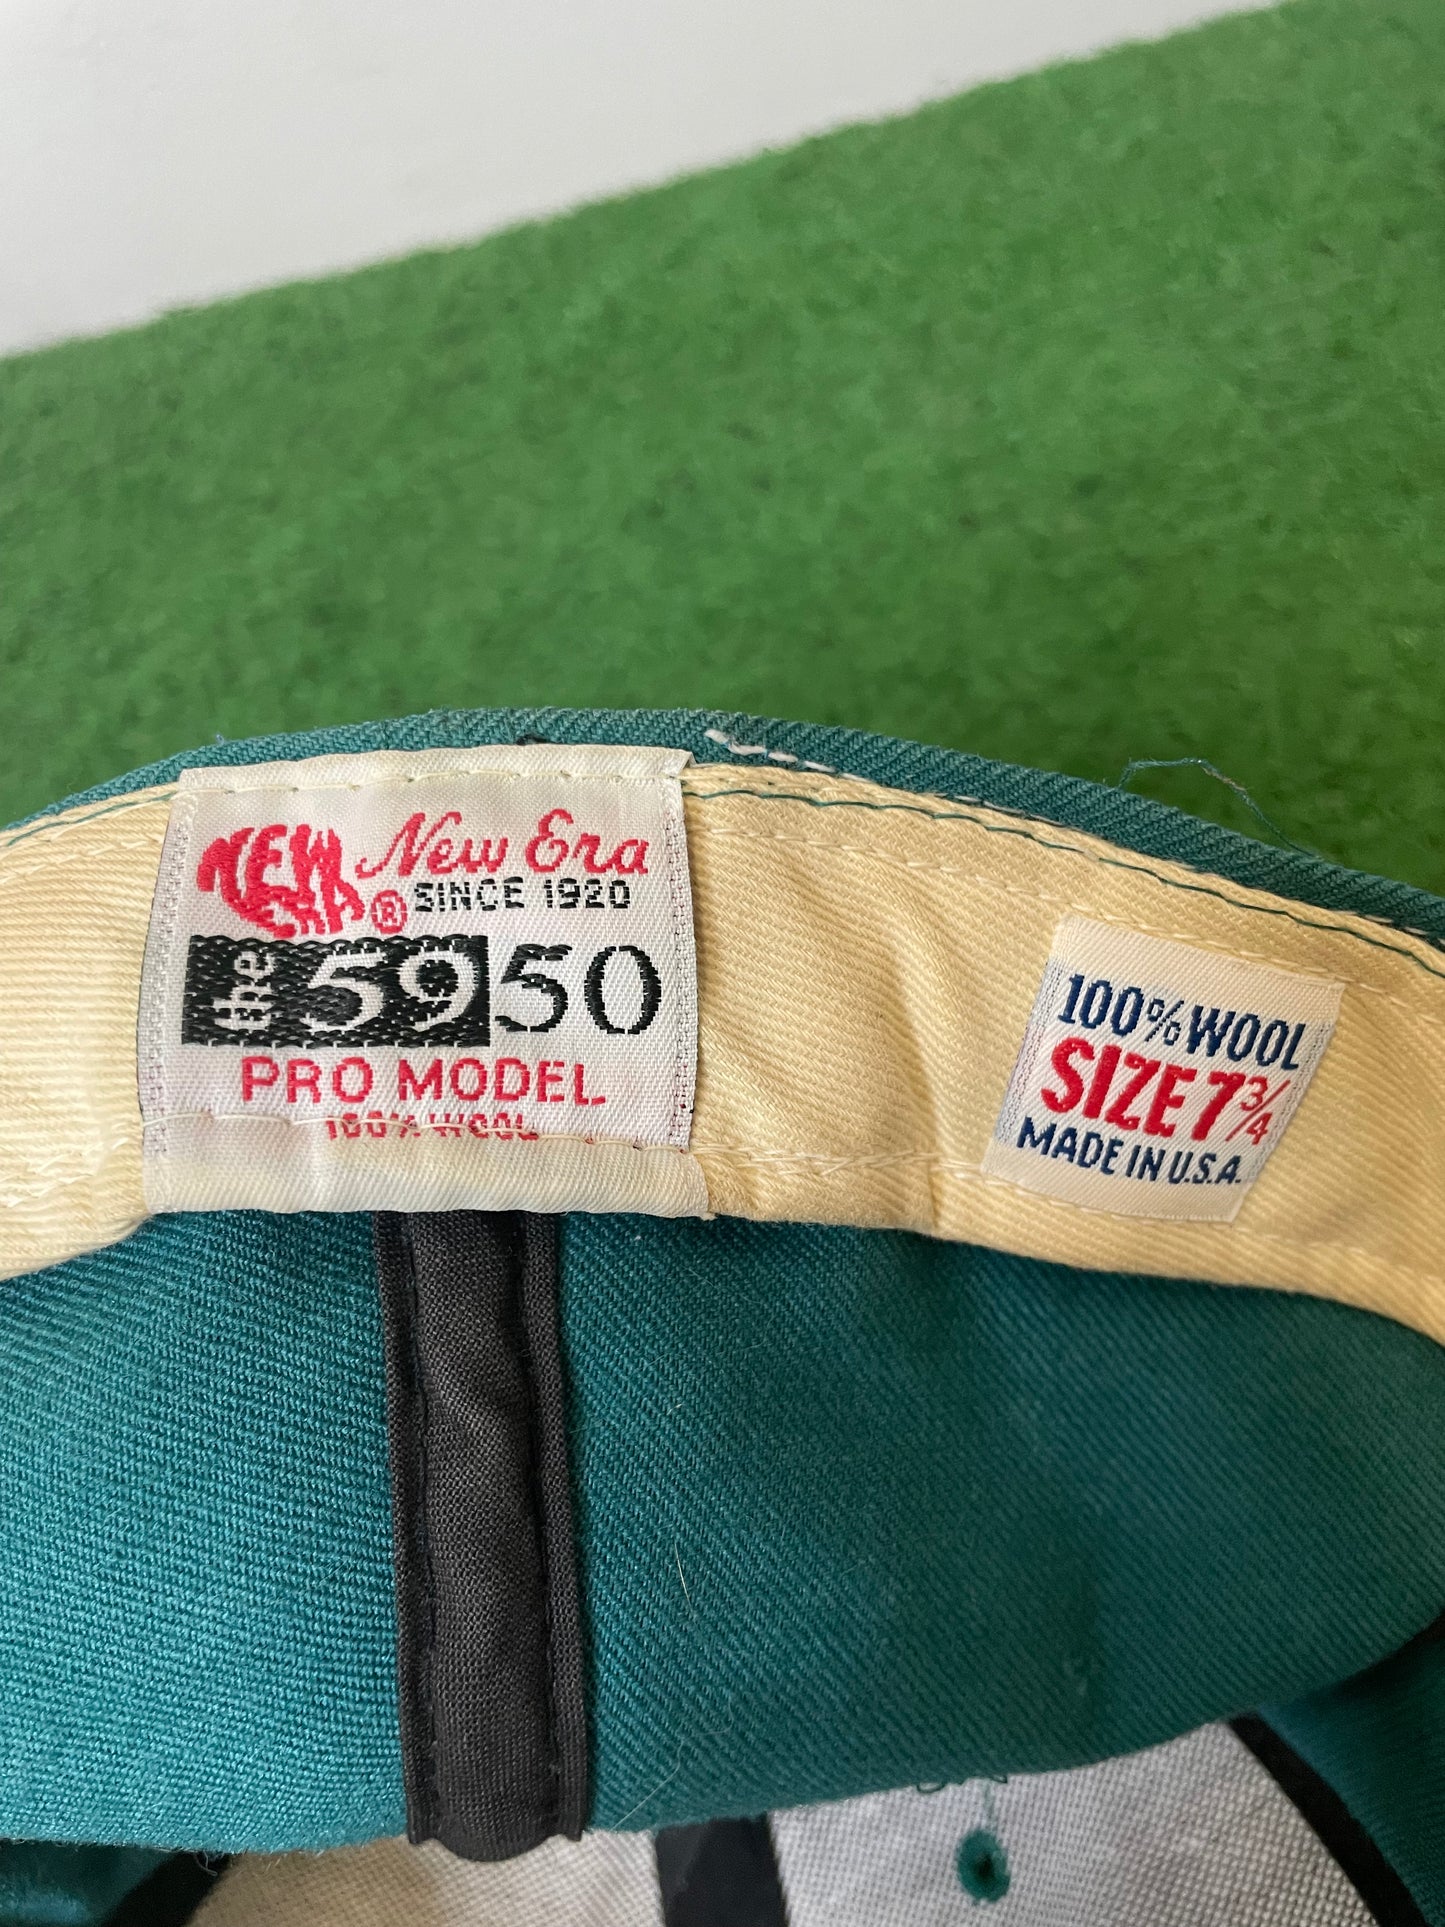 NEW ERA ®
New Era
SINCE 1920
the 5950
PRO MODEL
100% WOOL
100% WOOL
SIZE 7 3/4
MADE IN U.S.A.